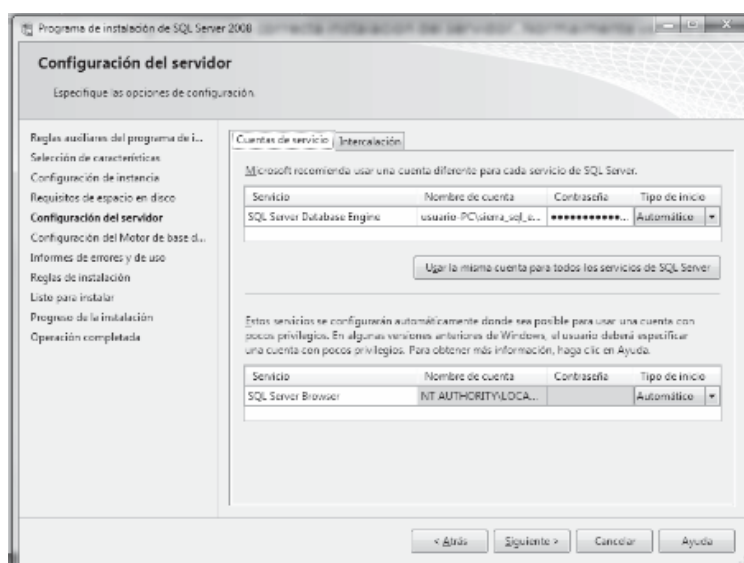 Programa de instalación de SQL Server 2008
Configuración del servidor
Especifique las opciones de configuración.
Reglas auxiliares del programa de i...
Selección de características
Configuración de instancia
Requisitos de espacio en disco
Configuración del servidor
Configuración del Motor de base d...
Informes de errores y de uso
Reglas de instalación
Listo para instalar
Progreso de la instalación
Operación completada
Cuentas de servicio Intercalación
Microsoft recomienda usar una cuenta diferente para cada servicio de SQL Server.
Servicio Nombre de cuenta Contraseña Tipo de inicio
SQL Server Database Engine usuario-PC\sierra_sql_e... ●●●●●●●●●●●... Automático
Usar la misma cuenta para todos los servicios de SQL Server
Estos servicios se configurarán automáticamente donde sea posible para usar una cuenta con
pocos privilegios. En algunas versiones anteriores de Windows, el usuario deberá especificar
una cuenta con pocos privilegios. Para obtener más información, haga clic en Ayuda.
Servicio Nombre de cuenta Contraseña Tipo de inicio
SQL Server Browser NT AUTHORITY\LOCA... Automático
< Atrás Siguiente > Cancelar Ayuda